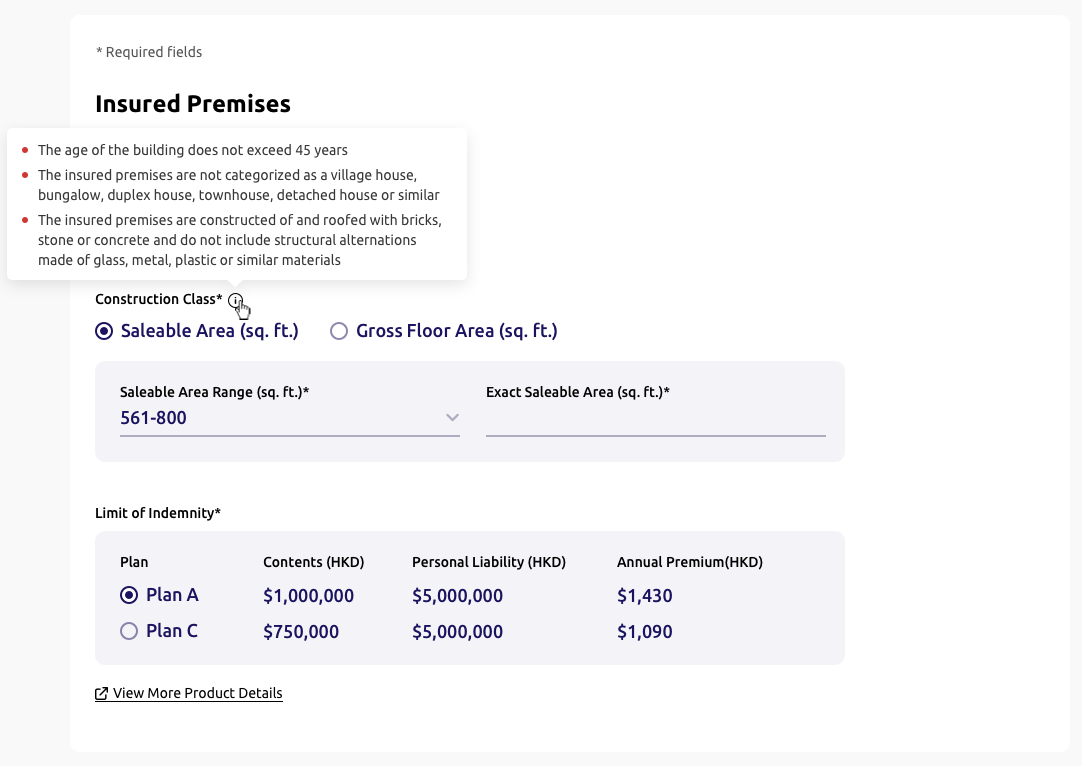 * Required fields
Insured Premises
The age of the building does not exceed 45 years
The insured premises are not categorized as a village house,
bungalow, duplex house, townhouse, detached house or similar
The insured premises are constructed of and roofed with bricks,
stone or concrete and do not include structural alternations
made of glass, metal, plastic or similar materials
Construction Class*
Saleable Area (sq. ft.) Gross Floor Area (sq. ft.)
Saleable Area Range (sq. ft.)* Exact Saleable Area (sq. ft.)*
561-800
Limit of Indemnity*
Plan Contents (HKD) Personal Liability (HKD) Annual Premium(HKD)
Plan A $1,000,000 $5,000,000 $1,430
Plan C $750,000 $5,000,000 $1,090
View More Product Details